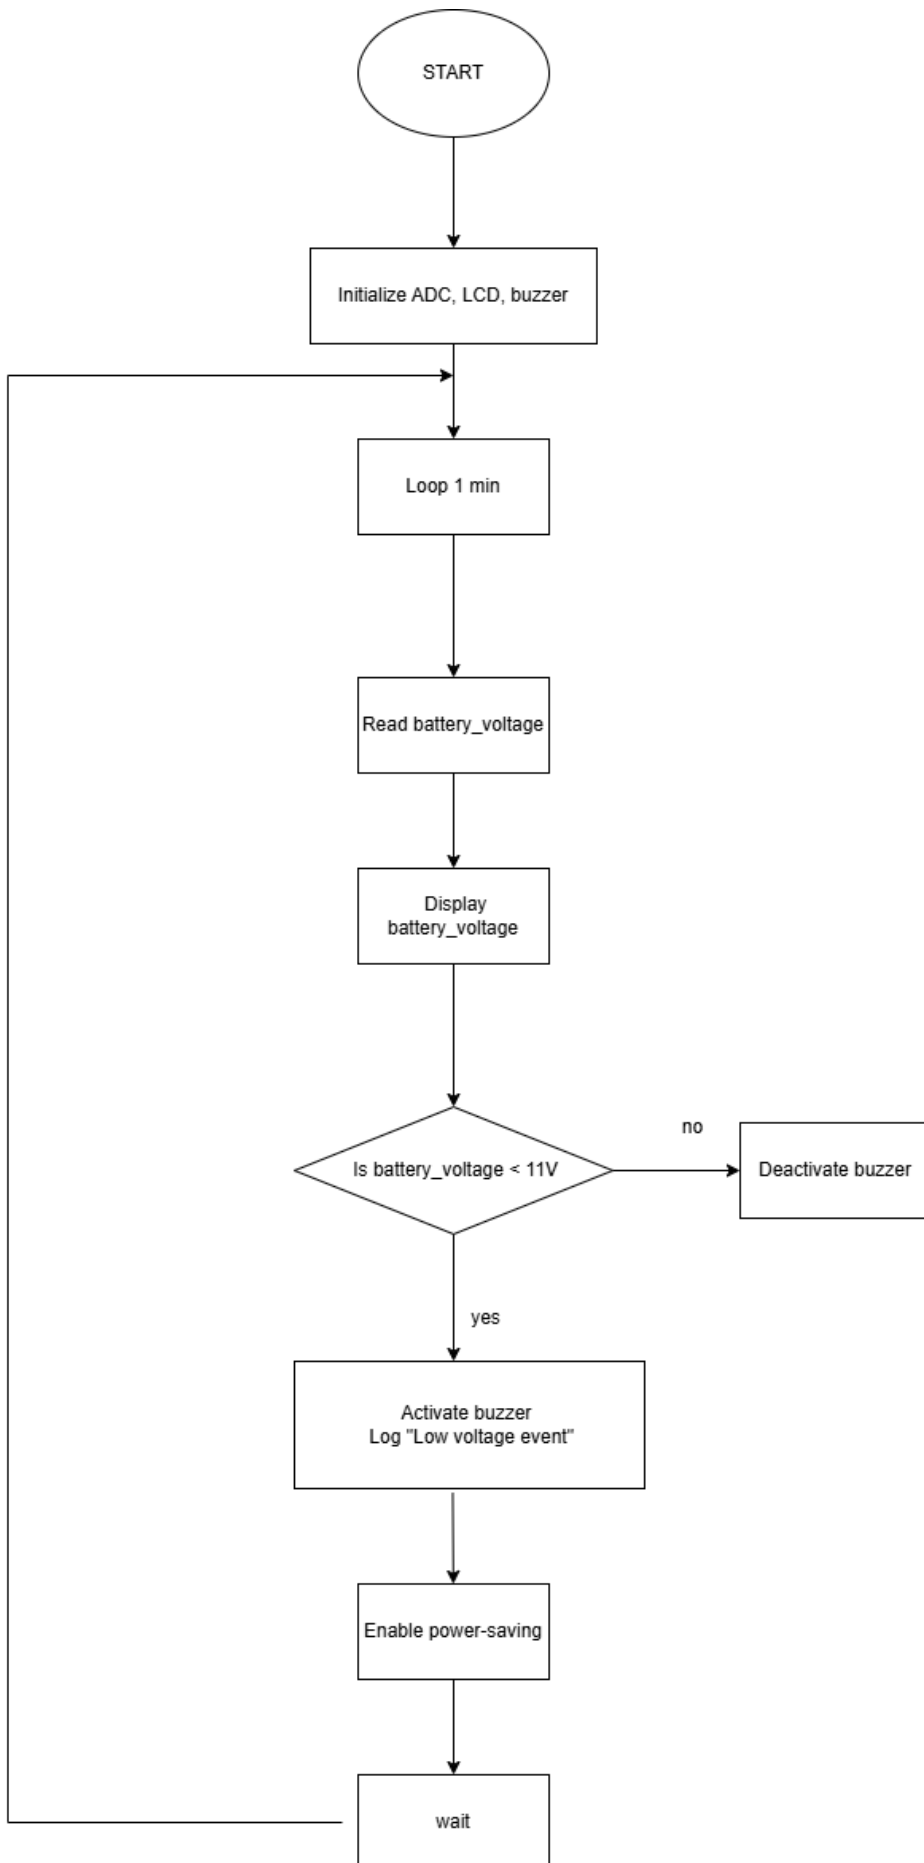 START
Initialize ADC, LCD, buzzer
Loop 1 min
Read battery_voltage
Display
battery_voltage
Is battery_voltage < 11V
no
Deactivate buzzer
yes
Activate buzzer
Log "Low voltage event"
Enable power-saving
wait